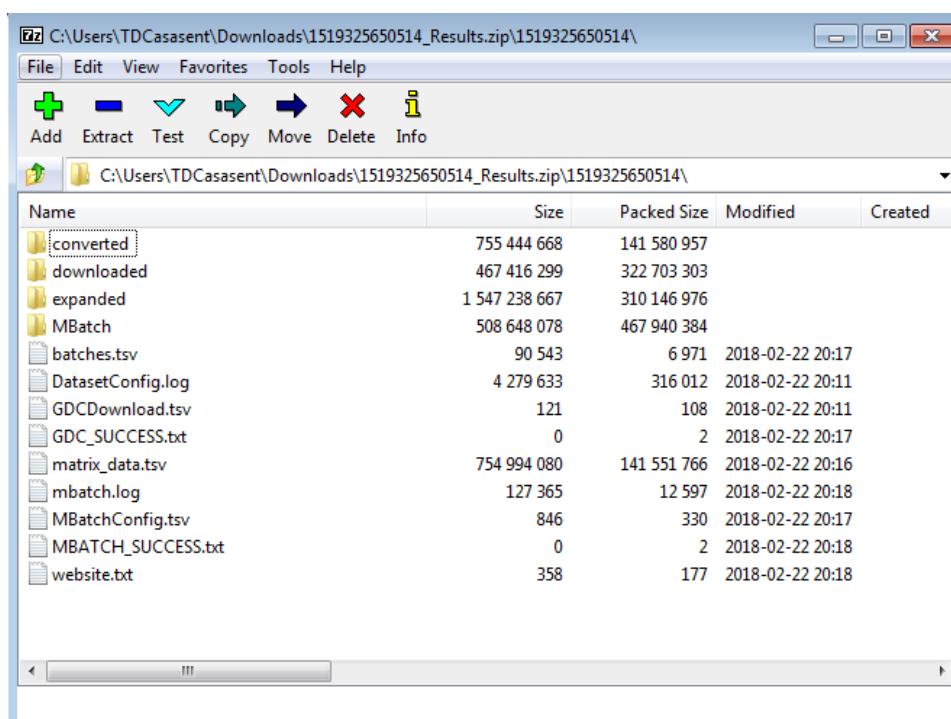 7z C:\Users\TDCasasent\Downloads\1519325650514_Results.zip\1519325650514\
File Edit View Favorites Tools Help
Add Extract Test Copy Move Delete Info
C:\Users\TDCasasent\Downloads\1519325650514_Results.zip\1519325650514\
Name Size Packed Size Modified Created
converted 755 444 668 141 580 957
downloaded 467 416 299 322 703 303
expanded 1 547 238 667 310 146 976
MBatch 508 648 078 467 940 384
batches.tsv 90 543 6 971 2018-02-22 20:17
DatasetConfig.log 4 279 633 316 012 2018-02-22 20:11
GDCDownload.tsv 121 108 2018-02-22 20:11
GDC_SUCCESS.txt 0 2 2018-02-22 20:17
matrix_data.tsv 754 994 080 141 551 766 2018-02-22 20:16
mbatch.log 127 365 12 597 2018-02-22 20:18
MBatchConfig.tsv 846 330 2018-02-22 20:17
MBATCH_SUCCESS.txt 0 2 2018-02-22 20:18
website.txt 358 177 2018-02-22 20:18